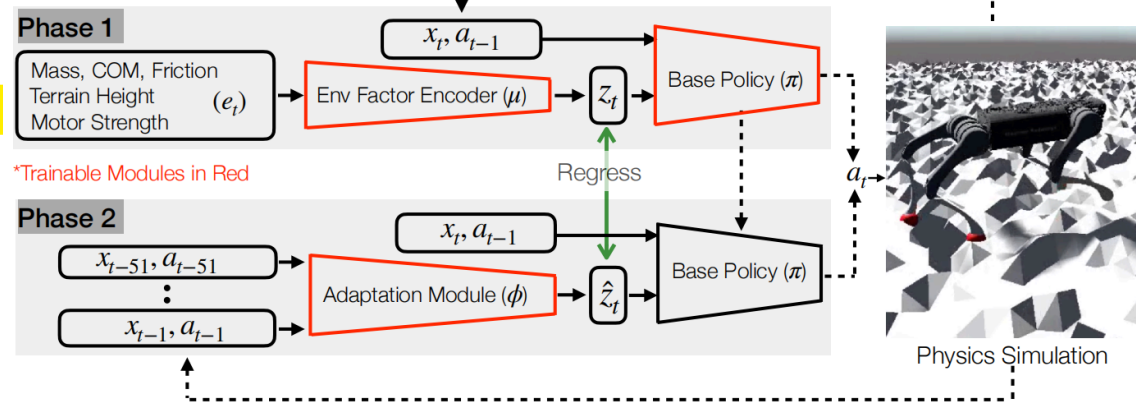 Phase 1
x_t, a_{t-1}
Mass, COM, Friction
Terrain Height
(e_t)
Motor Strength
Env Factor Encoder (μ)
z_t
Base Policy (π)
*Trainable Modules in Red
Regress
a_t
Phase 2
x_t, a_{t-1}
x_{t-51}, a_{t-51}
x_{t-1}, a_{t-1}
Adaptation Module (ϕ)
ẑ_t
Base Policy (π)
Physics Simulation